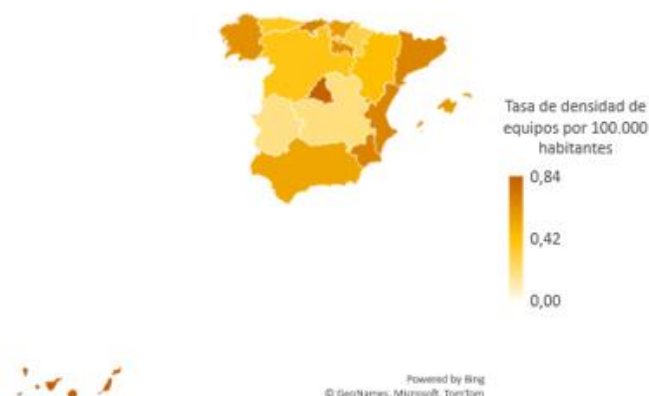 Tasa de densidad de
equipos por 100.000
habitantes
0,84
0,42
0,00
Powered by Bing
© GeoNames, Microsoft, TomTom